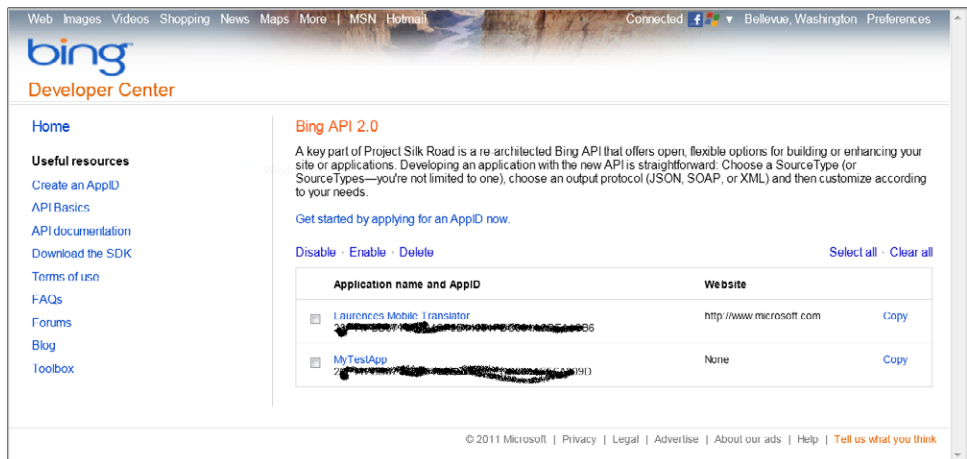 Web Images Videos Shopping News Maps More | MSN Hotmail
Connected ▼ Bellevue, Washington Preferences
bing
Developer Center
Home
Useful resources
Create an AppID
API Basics
API documentation
Download the SDK
Terms of use
FAQs
Forums
Blog
Toolbox
Bing API 2.0
A key part of Project Silk Road is a re-architected Bing API that offers open, flexible options for building or enhancing your
site or applications. Developing an application with the new API is straightforward: Choose a SourceType (or
SourceTypes—you're not limited to one), choose an output protocol (JSON, SOAP, or XML) and then customize according
to your needs.
Get started by applying for an AppID now.
Disable · Enable · Delete
Select all · Clear all
Application name and AppID Website
Laurences Mobile Translator http://www.microsoft.com Copy
MyTestApp None Copy
© 2011 Microsoft | Privacy | Legal | Advertise | About our ads | Help | Tell us what you think